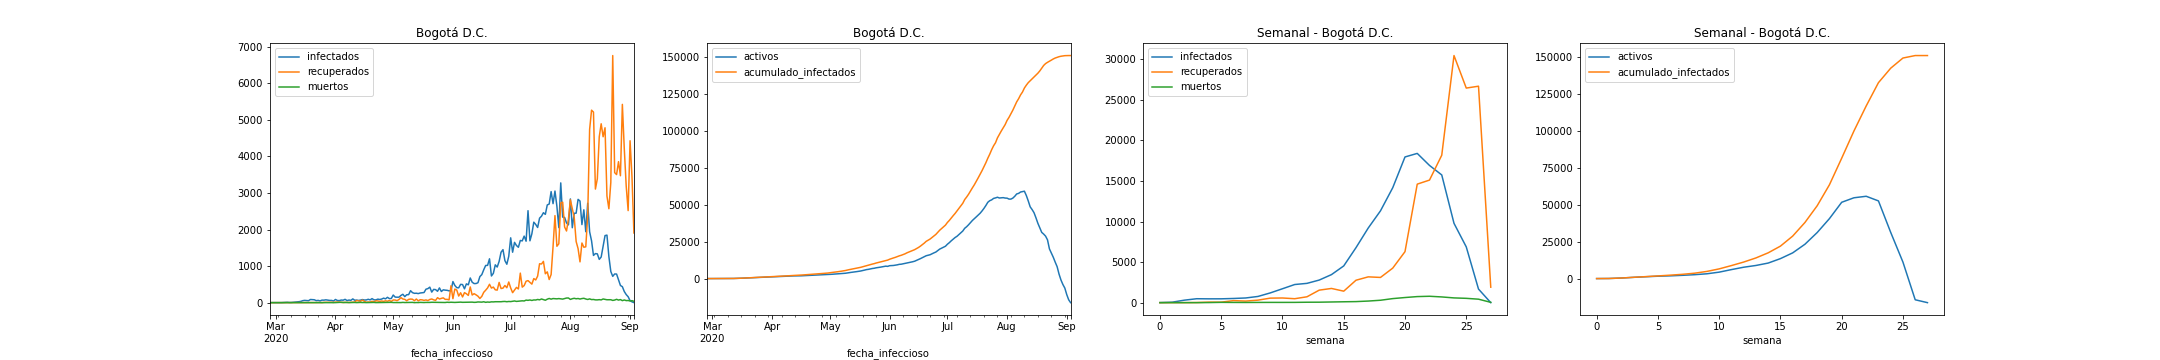 Bogotá D.C.
infectados
recuperados
muertos
7000
6000
5000
4000
3000
2000
1000
0
Mar
2020
Apr
May
Jun
Jul
Aug
Sep
fecha_infeccioso
Bogotá D.C.
activos
acumulado_infectados
150000
125000
100000
75000
50000
25000
0
Mar
2020
Apr
May
Jun
Jul
Aug
Sep
fecha_infeccioso
Semanal - Bogotá D.C.
infectados
recuperados
muertos
30000
25000
20000
15000
10000
5000
0
0 5 10 15 20 25
semana
Semanal - Bogotá D.C.
activos
acumulado_infectados
150000
125000
100000
75000
50000
25000
0
0 5 10 15 20 25
semana